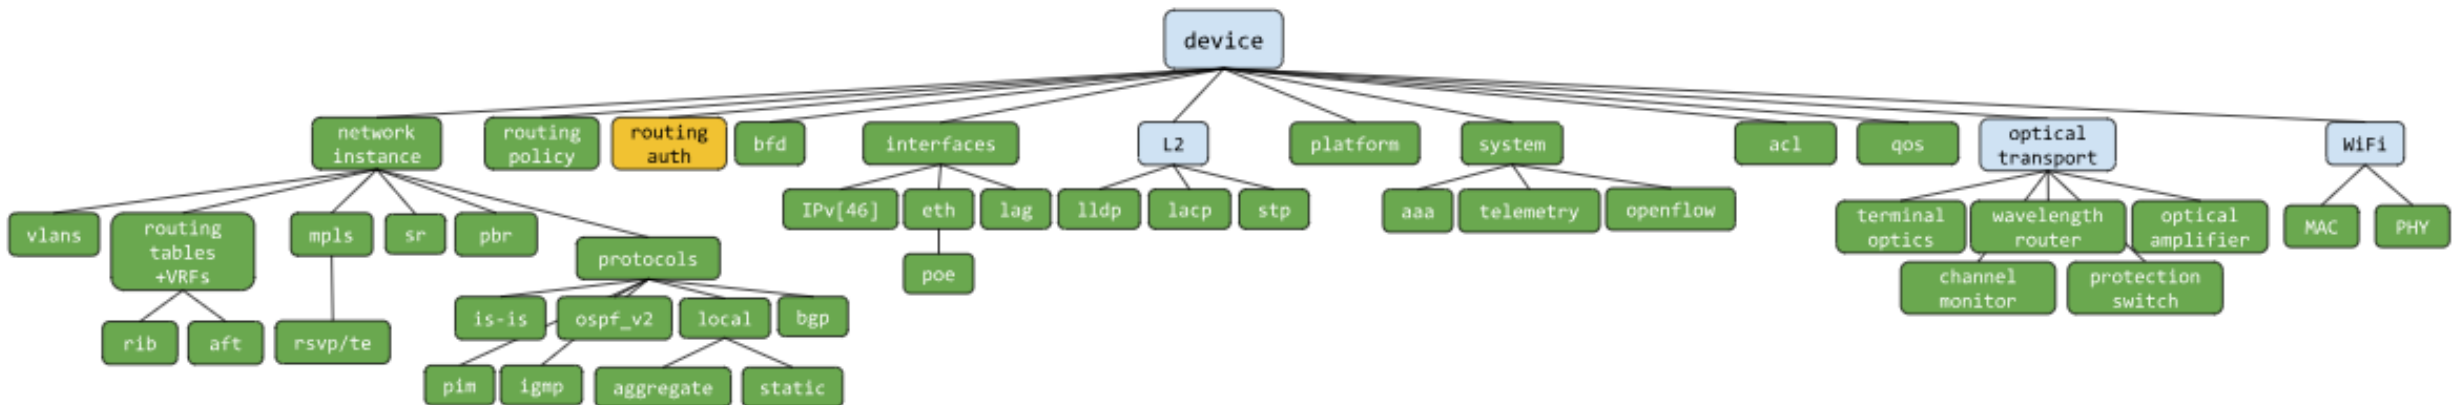 device
network
instance
routing
policy
routing
auth
bfd
interfaces
L2
platform
system
acl
qos
optical
transport
WiFi
vlans
routing
tables
+VRFs
mpls
sr
pbr
protocols
IPv[46]
eth
lag
lldp
lacp
stp
aaa
telemetry
openflow
terminal
optics
wavelength
router
optical
amplifier
MAC
PHY
poe
channel
monitor
protection
switch
rib
aft
rsvp/te
is-is
ospf_v2
local
bgp
pim
igmp
aggregate
static